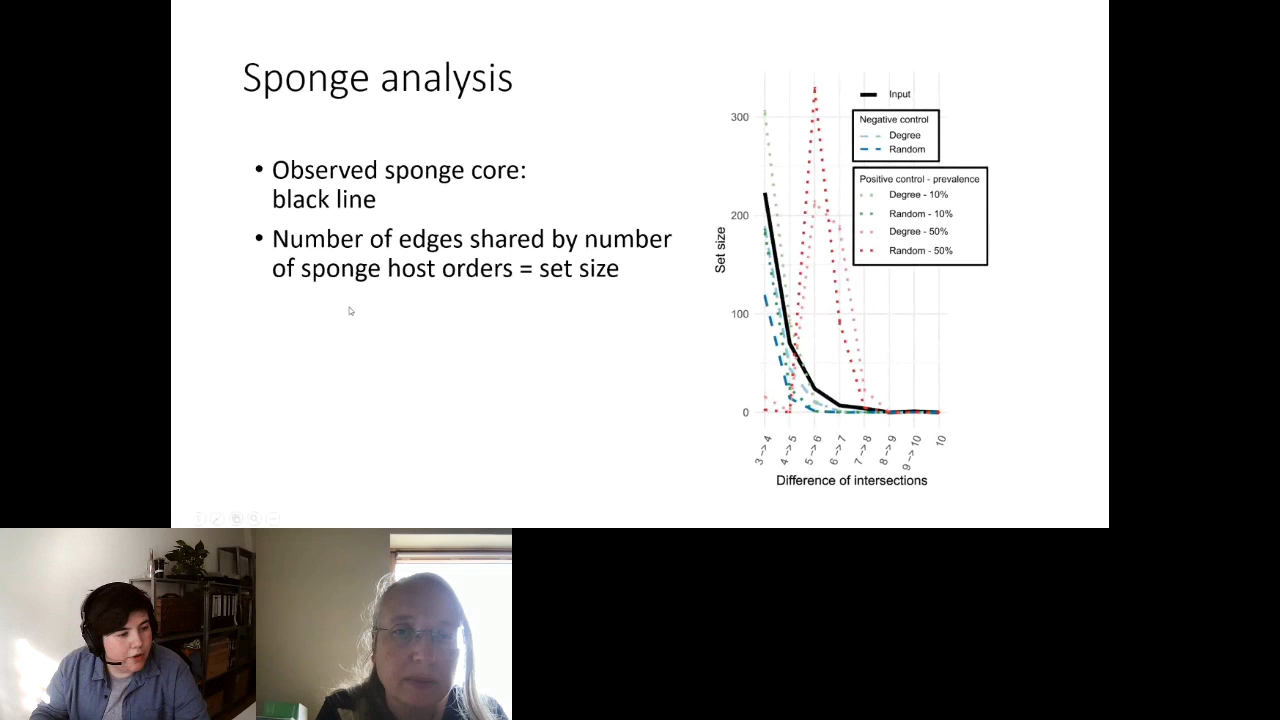 Sponge analysis
• Observed sponge core:
black line
• Number of edges shared by number
of sponge host orders = set size
Input
Negative control
Degree
Random
Positive control - prevalence
Degree - 10%
Random - 10%
Degree - 50%
Random - 50%
Set size
300
200
100
0
3 -> 4
4 -> 5
5 -> 6
6 -> 7
7 -> 8
8 -> 9
9 -> 10
10
Difference of intersections